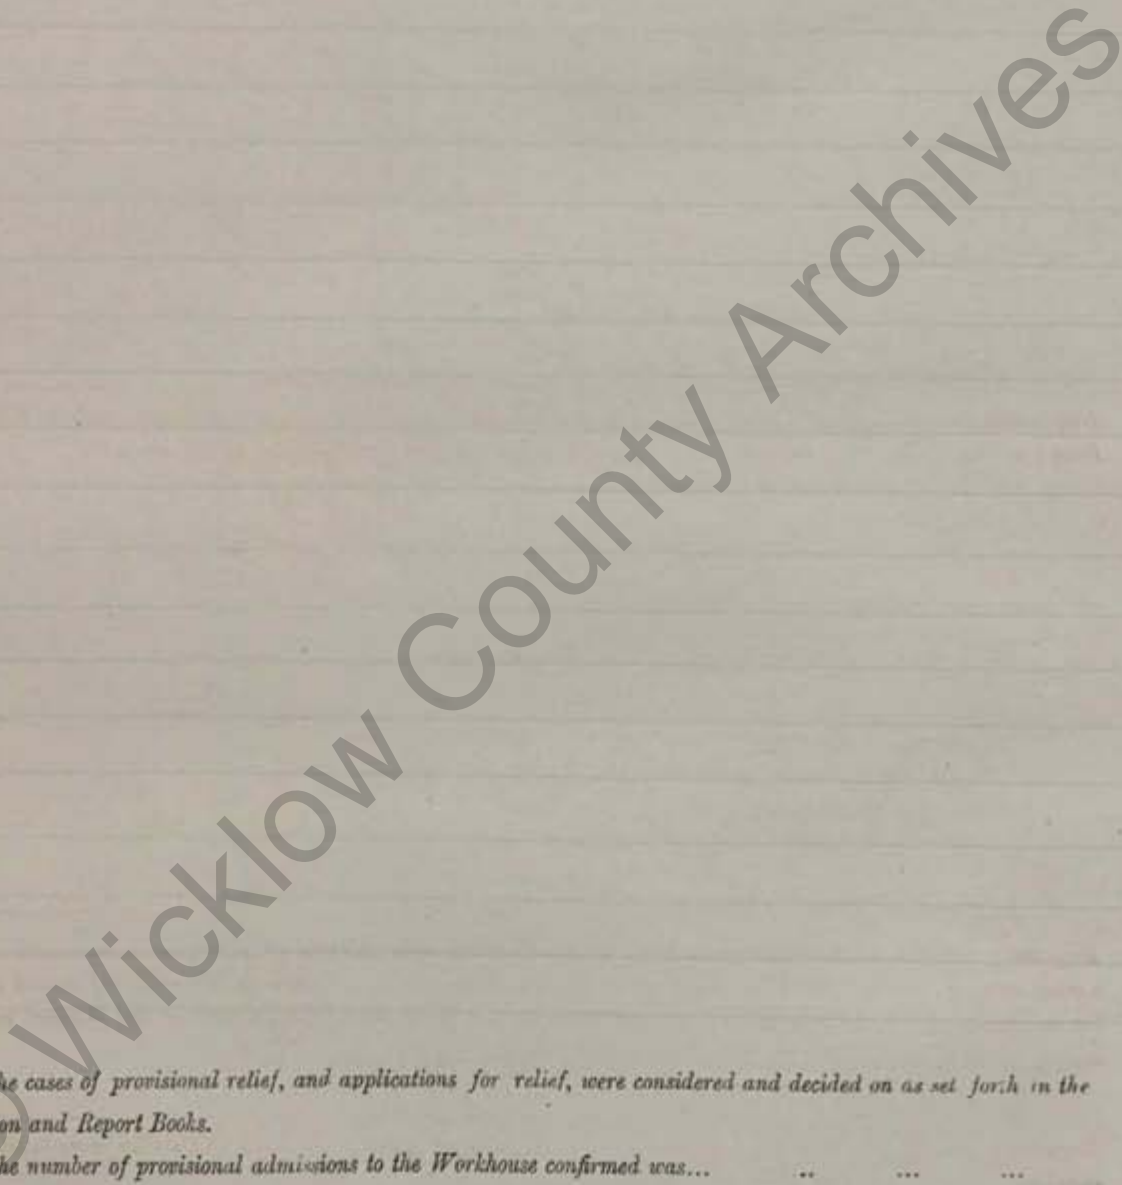 © Wicklow County Archives
he cases of provisional relief, and applications for relief, were considered and decided on as set forth in the
on and Report Books.
he number of provisional admissions to the Workhouse confirmed was... .. ... ...